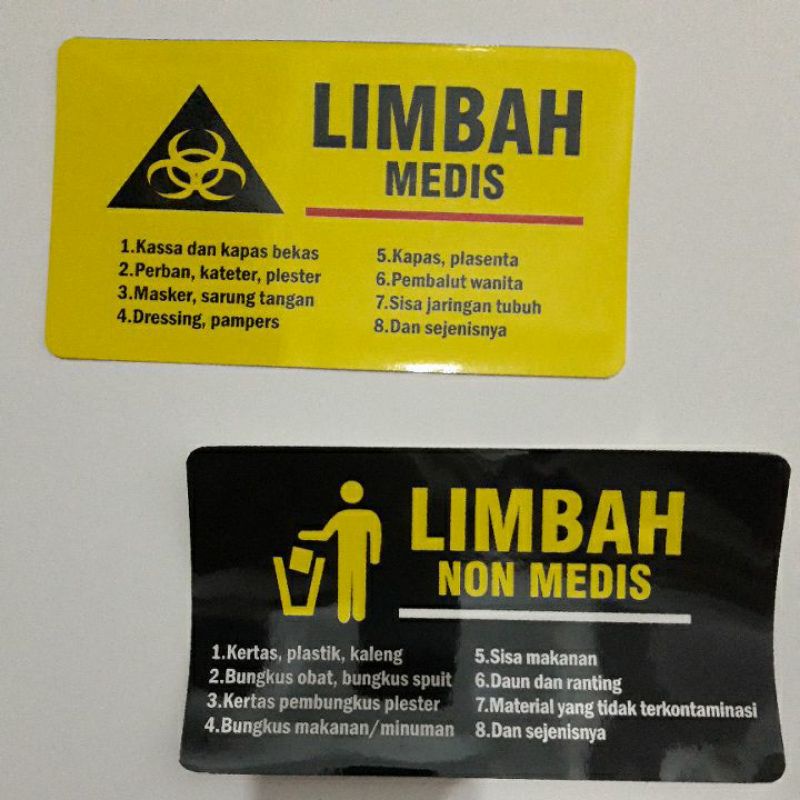 LIMBAH
MEDIS
1.Kassa dan kapas bekas
2.Perban, kateter, plester
3.Masker, sarung tangan
4.Dressing, pampers
5.Kapas, plasenta
6.Pembalut wanita
7.Sisa jaringan tubuh
8.Dan sejenisnya
LIMBAH
NON MEDIS
1.Kertas, plastik, kaleng
2.Bungkus obat, bungkus spuit
3.Kertas pembungkus plester
4.Bungkus makanan/minuman
5.Sisa makanan
6.Daun dan ranting
7.Material yang tidak terkontaminasi
8.Dan sejenisnya